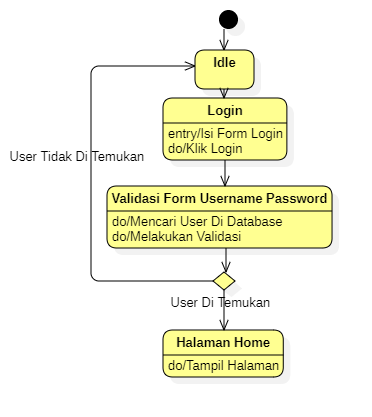 Idle
Login
entry/Isi Form Login
do/Klik Login
User Tidak Di Temukan
Validasi Form Username Password
do/Mencari User Di Database
do/Melakukan Validasi
User Di Temukan
Halaman Home
do/Tampil Halaman